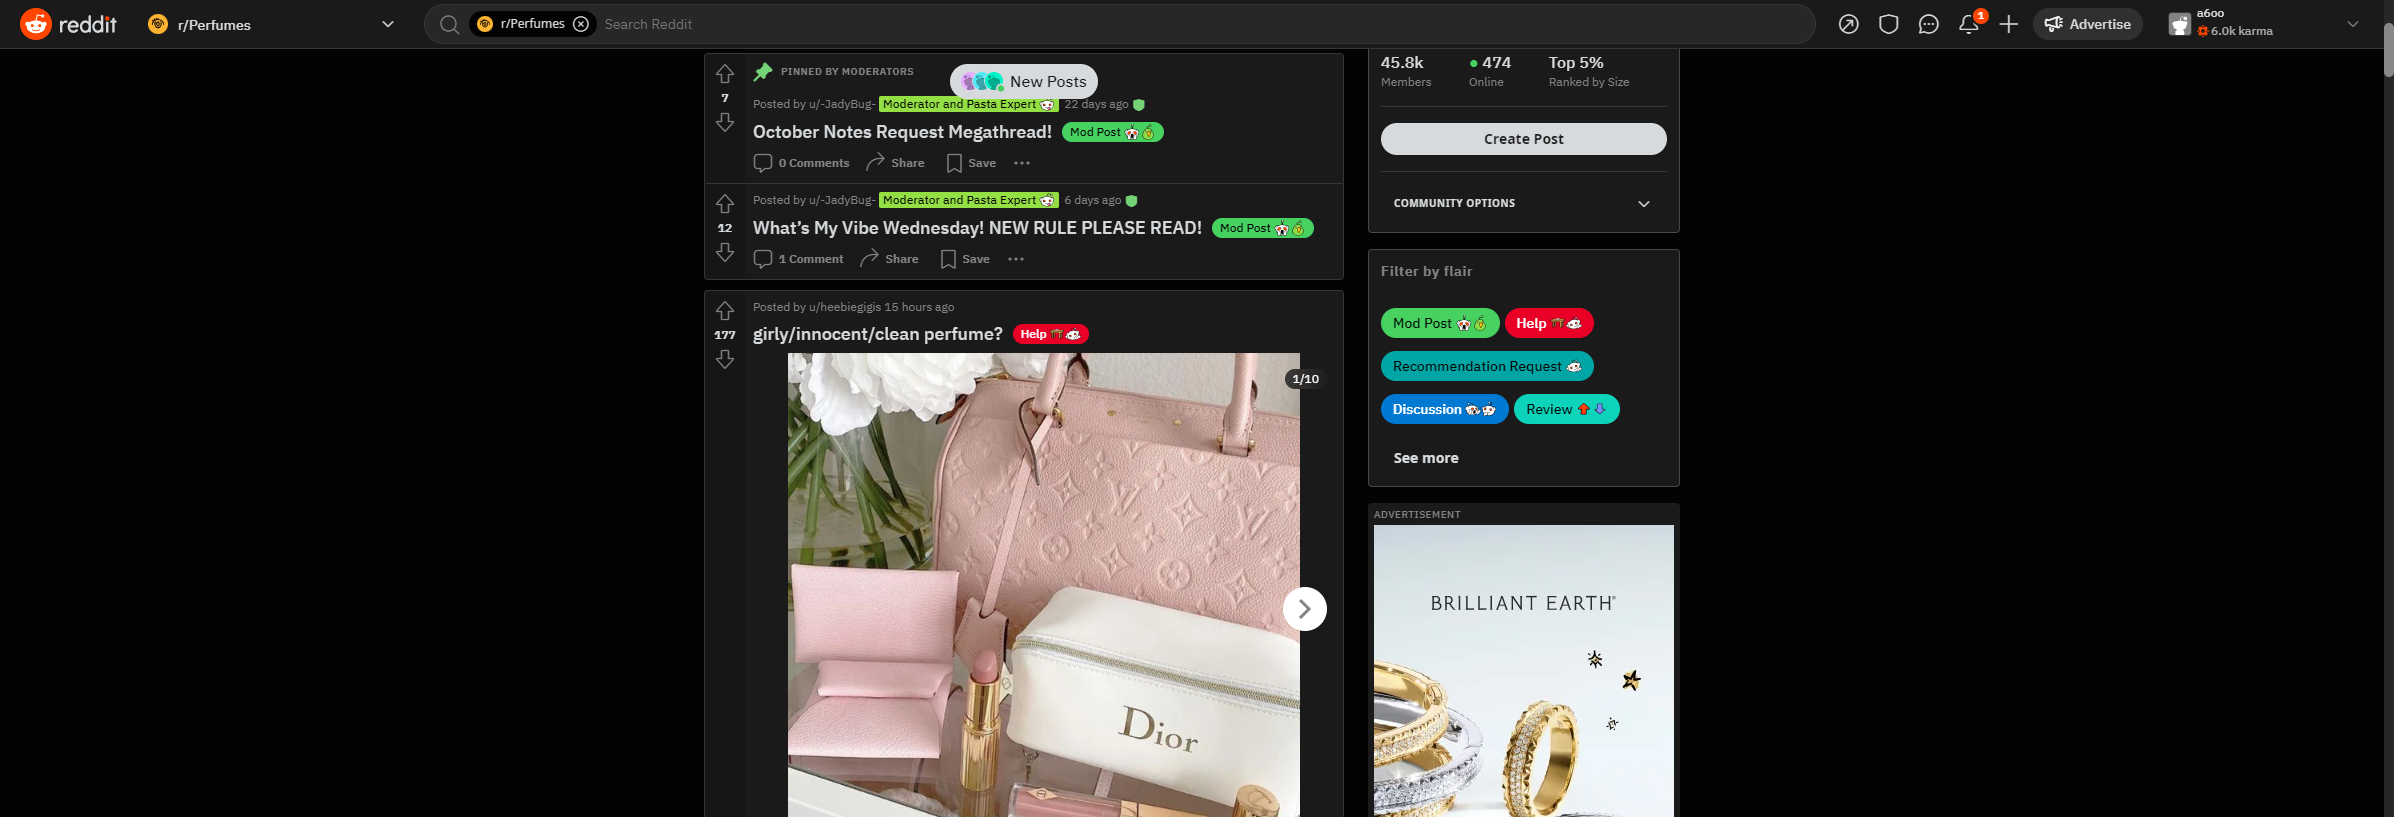 reddit
r/Perfumes
r/Perfumes
Search Reddit
1
Advertise
a6oo
6.0k karma
PINNED BY MODERATORS
New Posts
7
Posted by u/-JadyBug- Moderator and Pasta Expert 22 days ago
October Notes Request Megathread! Mod Post
0 Comments Share Save
Posted by u/-JadyBug- Moderator and Pasta Expert 6 days ago
12
What's My Vibe Wednesday! NEW RULE PLEASE READ! Mod Post
1 Comment Share Save
Posted by u/heebiegigis 15 hours ago
177
girly/innocent/clean perfume? Help
1/10
Dior
45.8k
Members
474
Online
Top 5%
Ranked by Size
Create Post
COMMUNITY OPTIONS
Filter by flair
Mod Post
Help
Recommendation Request
Discussion
Review
See more
ADVERTISEMENT
BRILLIANT EARTH®